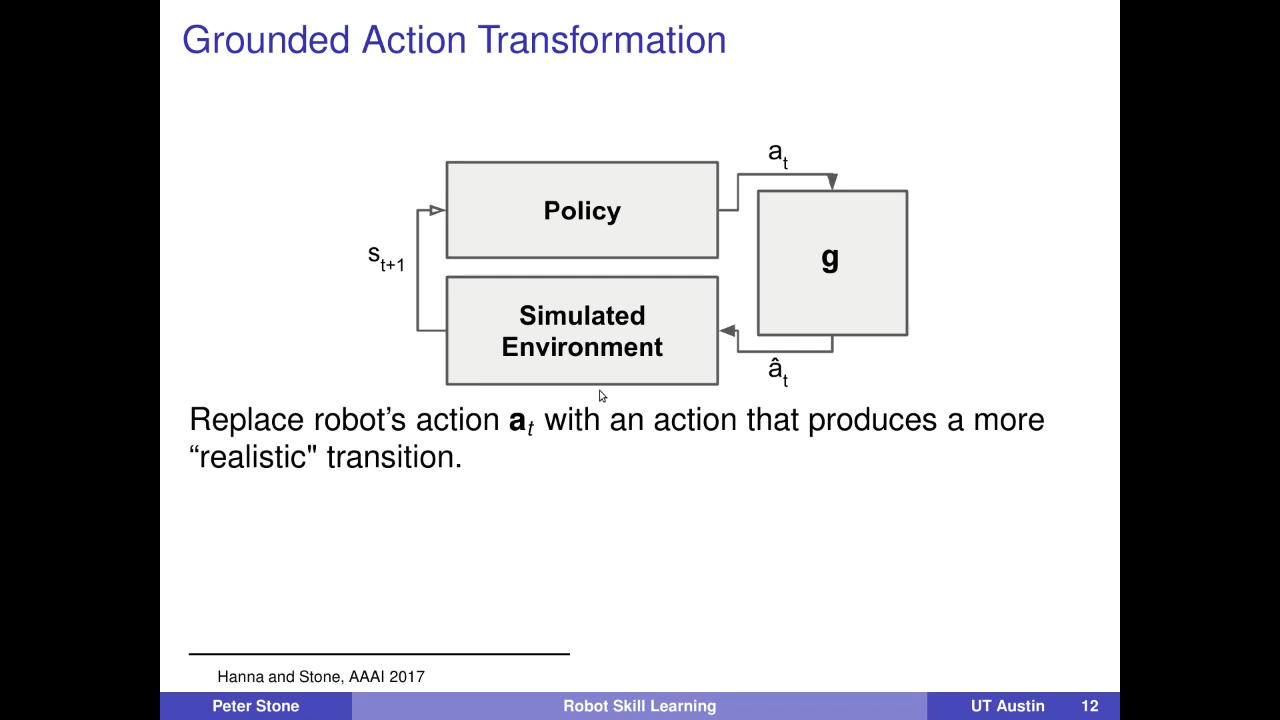 Grounded Action Transformation
a_t
Policy
g
s_t+1
Simulated
Environment
â_t
Replace robot’s action a_t with an action that produces a more
“realistic" transition.
Hanna and Stone, AAAI 2017
Peter Stone Robot Skill Learning UT Austin 12